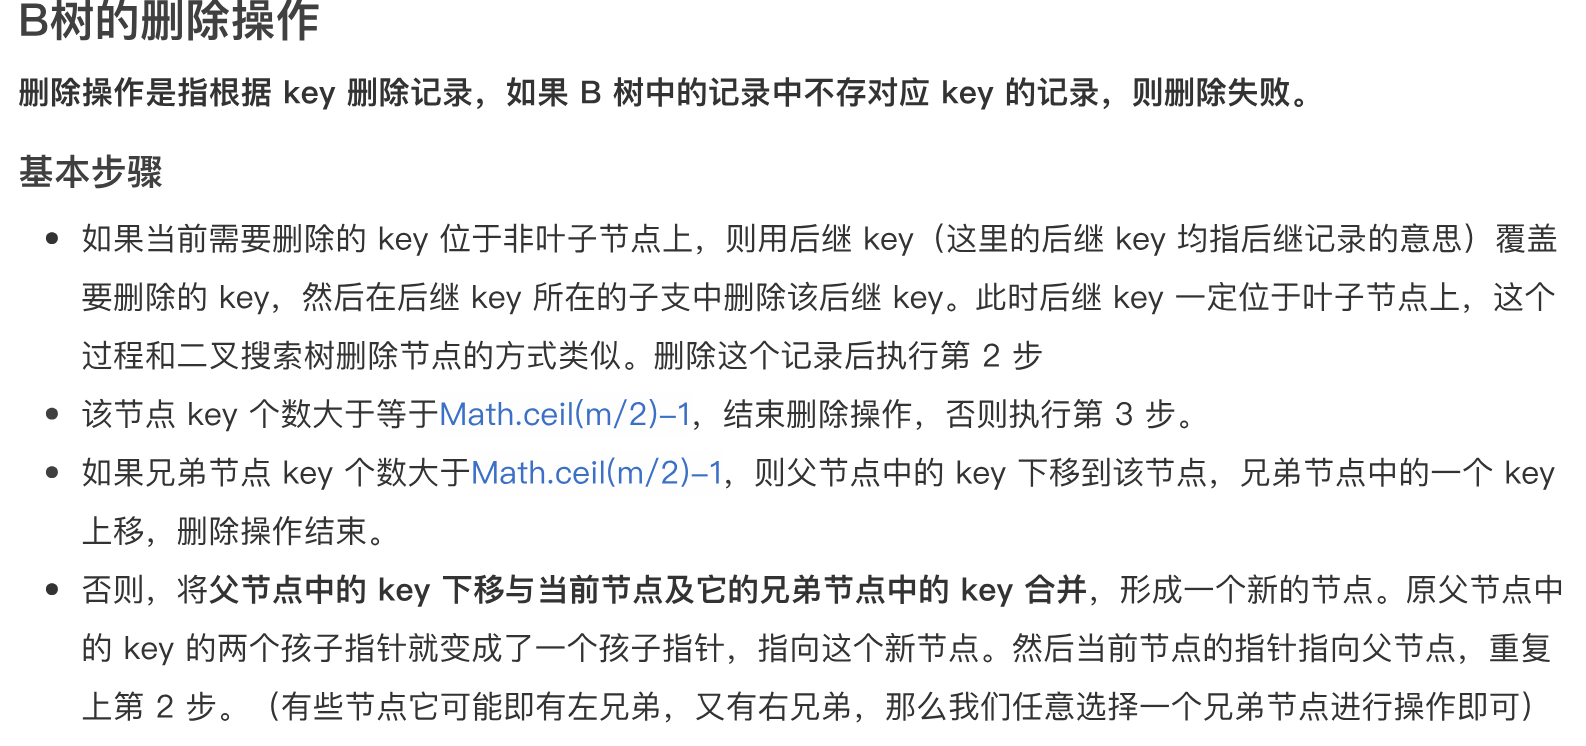 B树的删除操作
删除操作是指根据 key 删除记录，如果 B 树中的记录中不存对应 key 的记录，则删除失败。
基本步骤
• 如果当前需要删除的 key 位于非叶子节点上，则用后继 key（这里的后继 key 均指后继记录的意思）覆盖
要删除的 key，然后在后继 key 所在的子支中删除该后继 key。此时后继 key 一定位于叶子节点上，这个
过程和二叉搜索树删除节点的方式类似。删除这个记录后执行第 2 步
• 该节点 key 个数大于等于Math.ceil(m/2)-1，结束删除操作，否则执行第 3 步。
• 如果兄弟节点 key 个数大于Math.ceil(m/2)-1，则父节点中的 key 下移到该节点，兄弟节点中的一个 key
上移，删除操作结束。
• 否则，将父节点中的 key 下移与当前节点及它的兄弟节点中的 key 合并，形成一个新的节点。原父节点中
的 key 的两个孩子指针就变成了一个孩子指针，指向这个新节点。然后当前节点的指针指向父节点，重复
上第 2 步。（有些节点它可能即有左兄弟，又有右兄弟，那么我们任意选择一个兄弟节点进行操作即可）